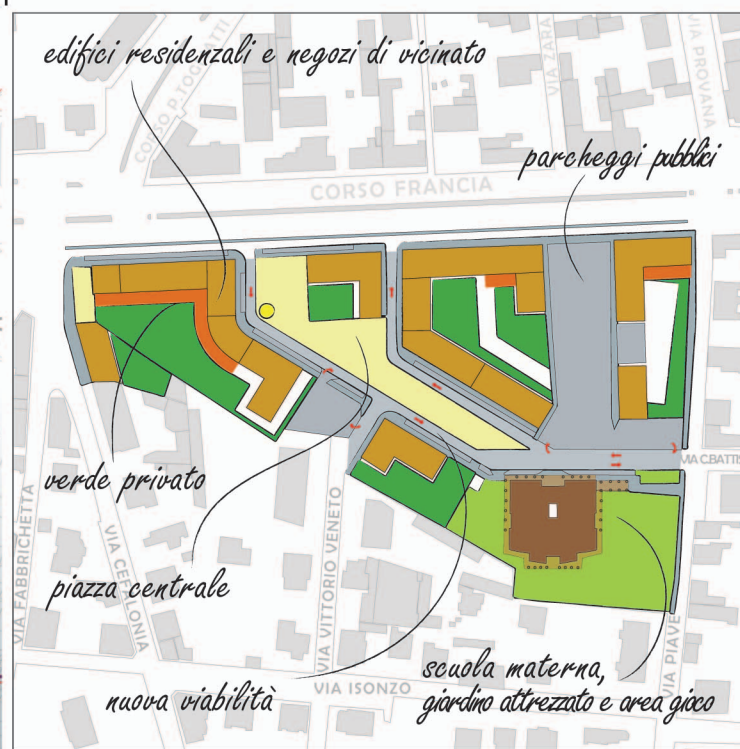 edifici residenzali e negozi di vicinato
CORSO P.TOGLIATTI
VIA ZARA
VIA PROVANA
parcheggi pubblici
CORSO FRANCIA
VIA C.BATTIS
verde privato
VIA FABBRICHETTA
VIA CEFALONIA
VIA VITTORIO VENETO
piazza centrale
VIA PIAVE
VIA ISONZO
nuova viabilità
scuola materna,
giardino attrezzato e area gioco